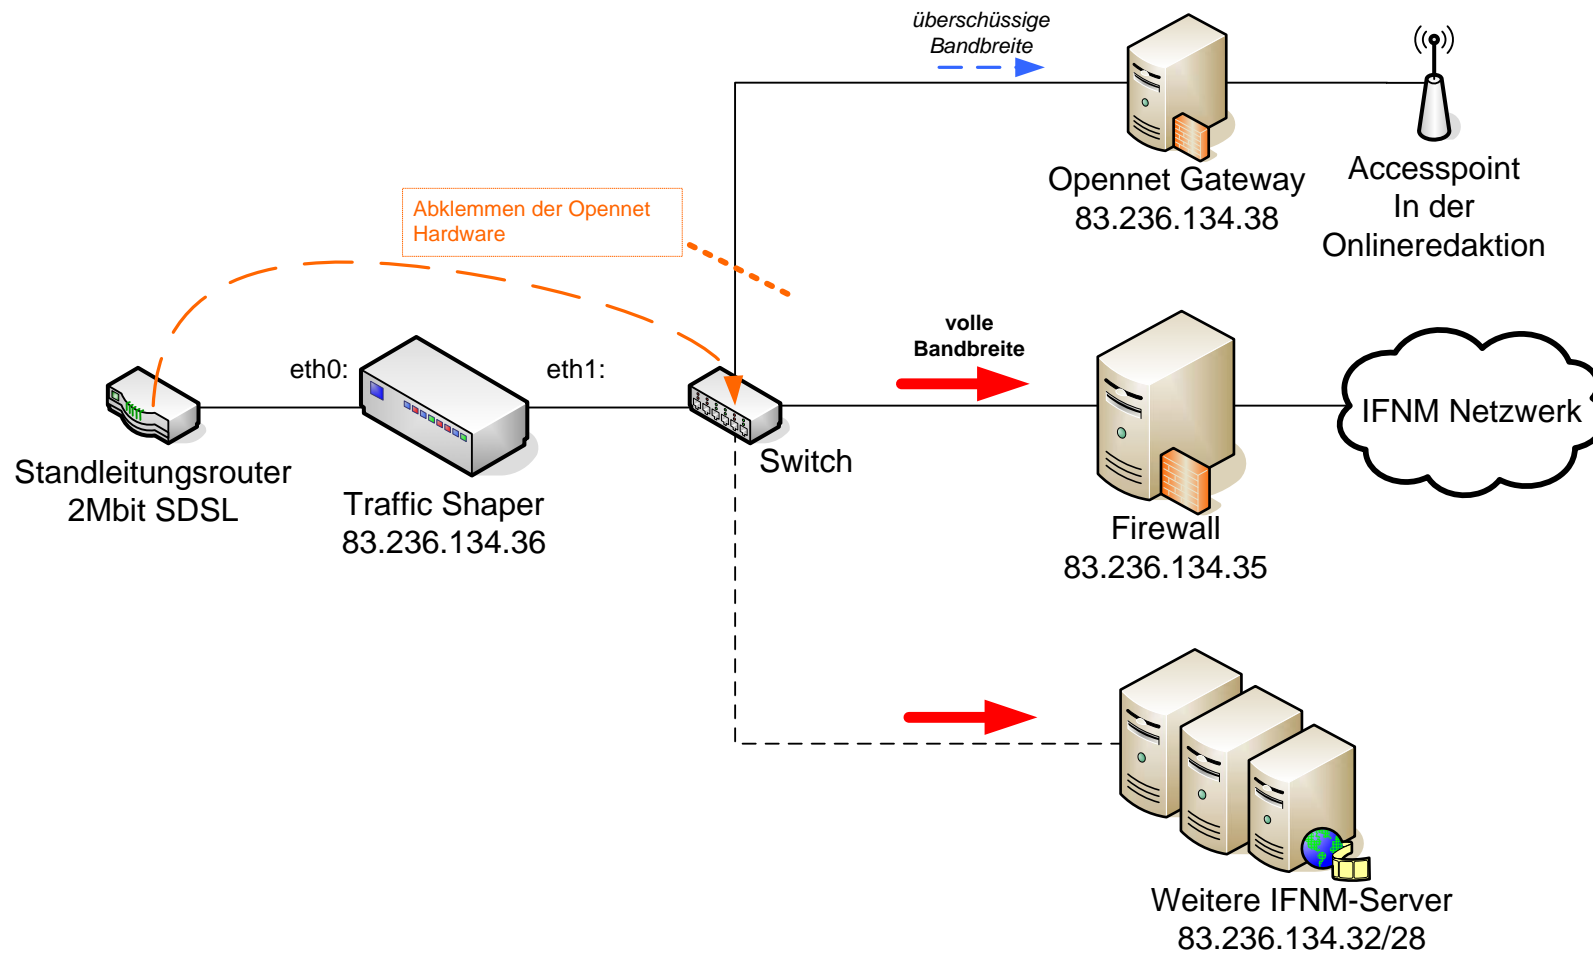 überschüssige
Bandbreite
Opennet Gateway
83.236.134.38
Accesspoint
In der
Onlineredaktion
Abklemmen der Opennet
Hardware
volle
Bandbreite
eth0:
eth1:
IFNM Netzwerk
Standleitungsrouter
2Mbit SDSL
Traffic Shaper
83.236.134.36
Switch
Firewall
83.236.134.35
Weitere IFNM-Server
83.236.134.32/28